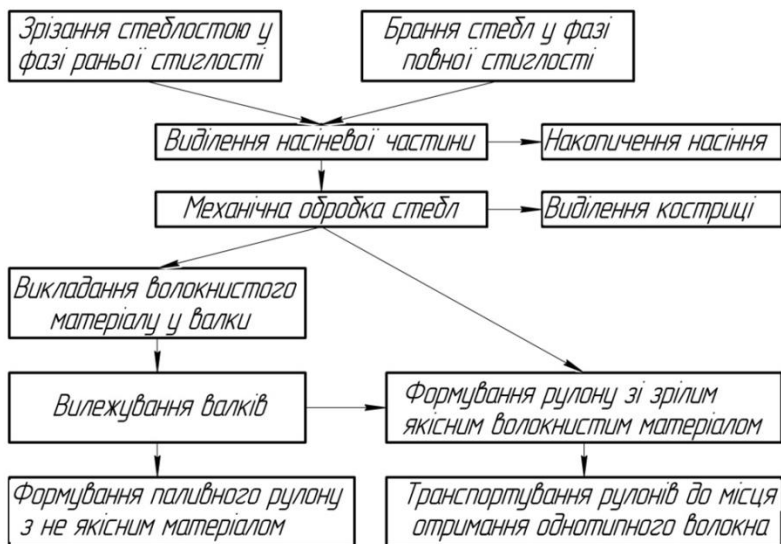 Зрізання стеблостою у
фазі раньої стиглості
Брання стебл у фазі
повної стиглості
Виділення насіневої частини
Накопичення насіння
Механічна обробка стебл
Виділення костриці
Викладання волокнистого
матеріалу у валки
Вилежування валків
Формування рулону зі зрілим
якісним волокнистим матеріалом
Формування паливного рулону
з не якісним матеріалом
Транспортування рулонів до місця
отримання однотипного волокна